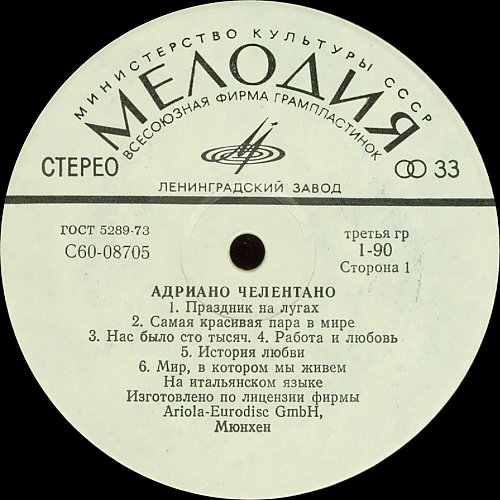 МИНИСТЕРСТВО КУЛЬТУРЫ СССР
МЕЛОДИЯ
ВСЕСОЮЗНАЯ ФИРМА ГРАМПЛАСТИНОК
СТЕРЕО
33
ЛЕНИНГРАДСКИЙ ЗАВОД
ГОСТ 5289-73
С60-08705
третья гр
1-90
Сторона 1
АДРИАНО ЧЕЛЕНТАНО
1. Праздник на лугах
2. Самая красивая пара в мире
3. Нас было сто тысяч. 4. Работа и любовь
5. История любви
6. Мир, в котором мы живем
На итальянском языке
Изготовлено по лицензии фирмы
Ariola-Eurodisc GmbH,
Мюнхен